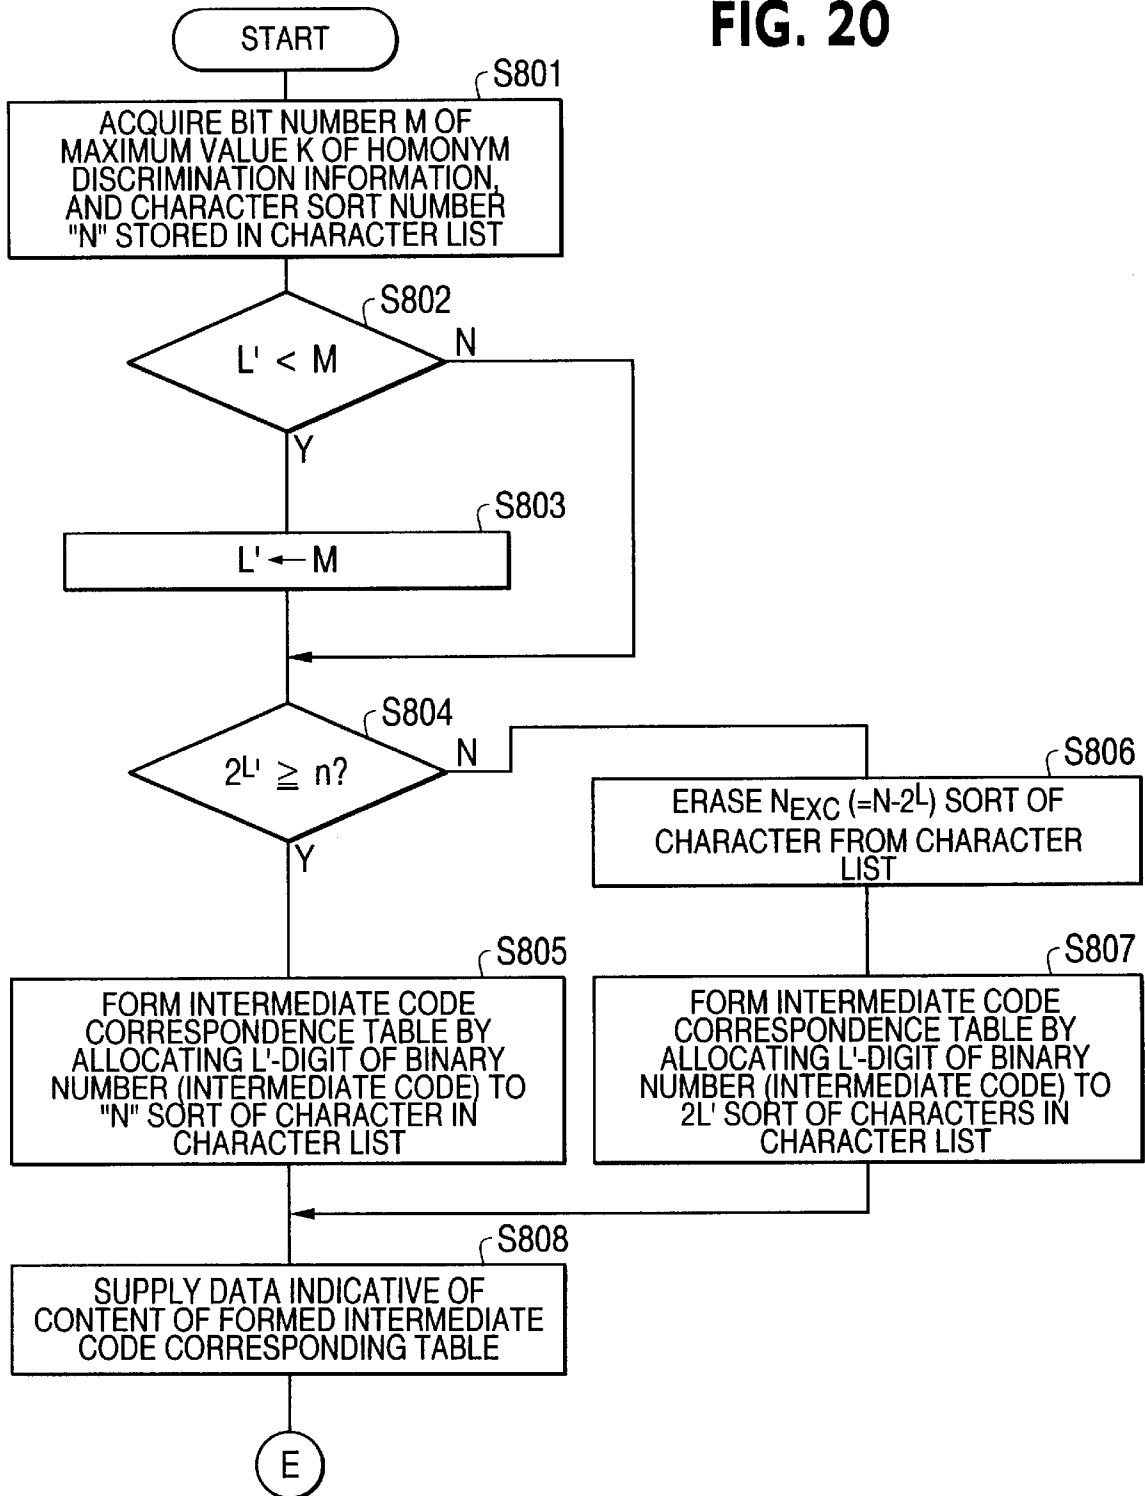 FIG. 20
START
S801
ACQUIRE BIT NUMBER M OF
MAXIMUM VALUE K OF HOMONYM
DISCRIMINATION INFORMATION,
AND CHARACTER SORT NUMBER
"N" STORED IN CHARACTER LIST
S802
L' < M
N
Y
S803
L' ← M
S804
2L' ≧ n?
N
Y
S806
ERASE NEXC (=N-2L) SORT OF
CHARACTER FROM CHARACTER
LIST
S805
FORM INTERMEDIATE CODE
CORRESPONDENCE TABLE BY
ALLOCATING L'-DIGIT OF BINARY
NUMBER (INTERMEDIATE CODE) TO
"N" SORT OF CHARACTER IN
CHARACTER LIST
S807
FORM INTERMEDIATE CODE
CORRESPONDENCE TABLE BY
ALLOCATING L'-DIGIT OF BINARY
NUMBER (INTERMEDIATE CODE) TO
2L' SORT OF CHARACTERS IN
CHARACTER LIST
S808
SUPPLY DATA INDICATIVE OF
CONTENT OF FORMED INTERMEDIATE
CODE CORRESPONDING TABLE
E